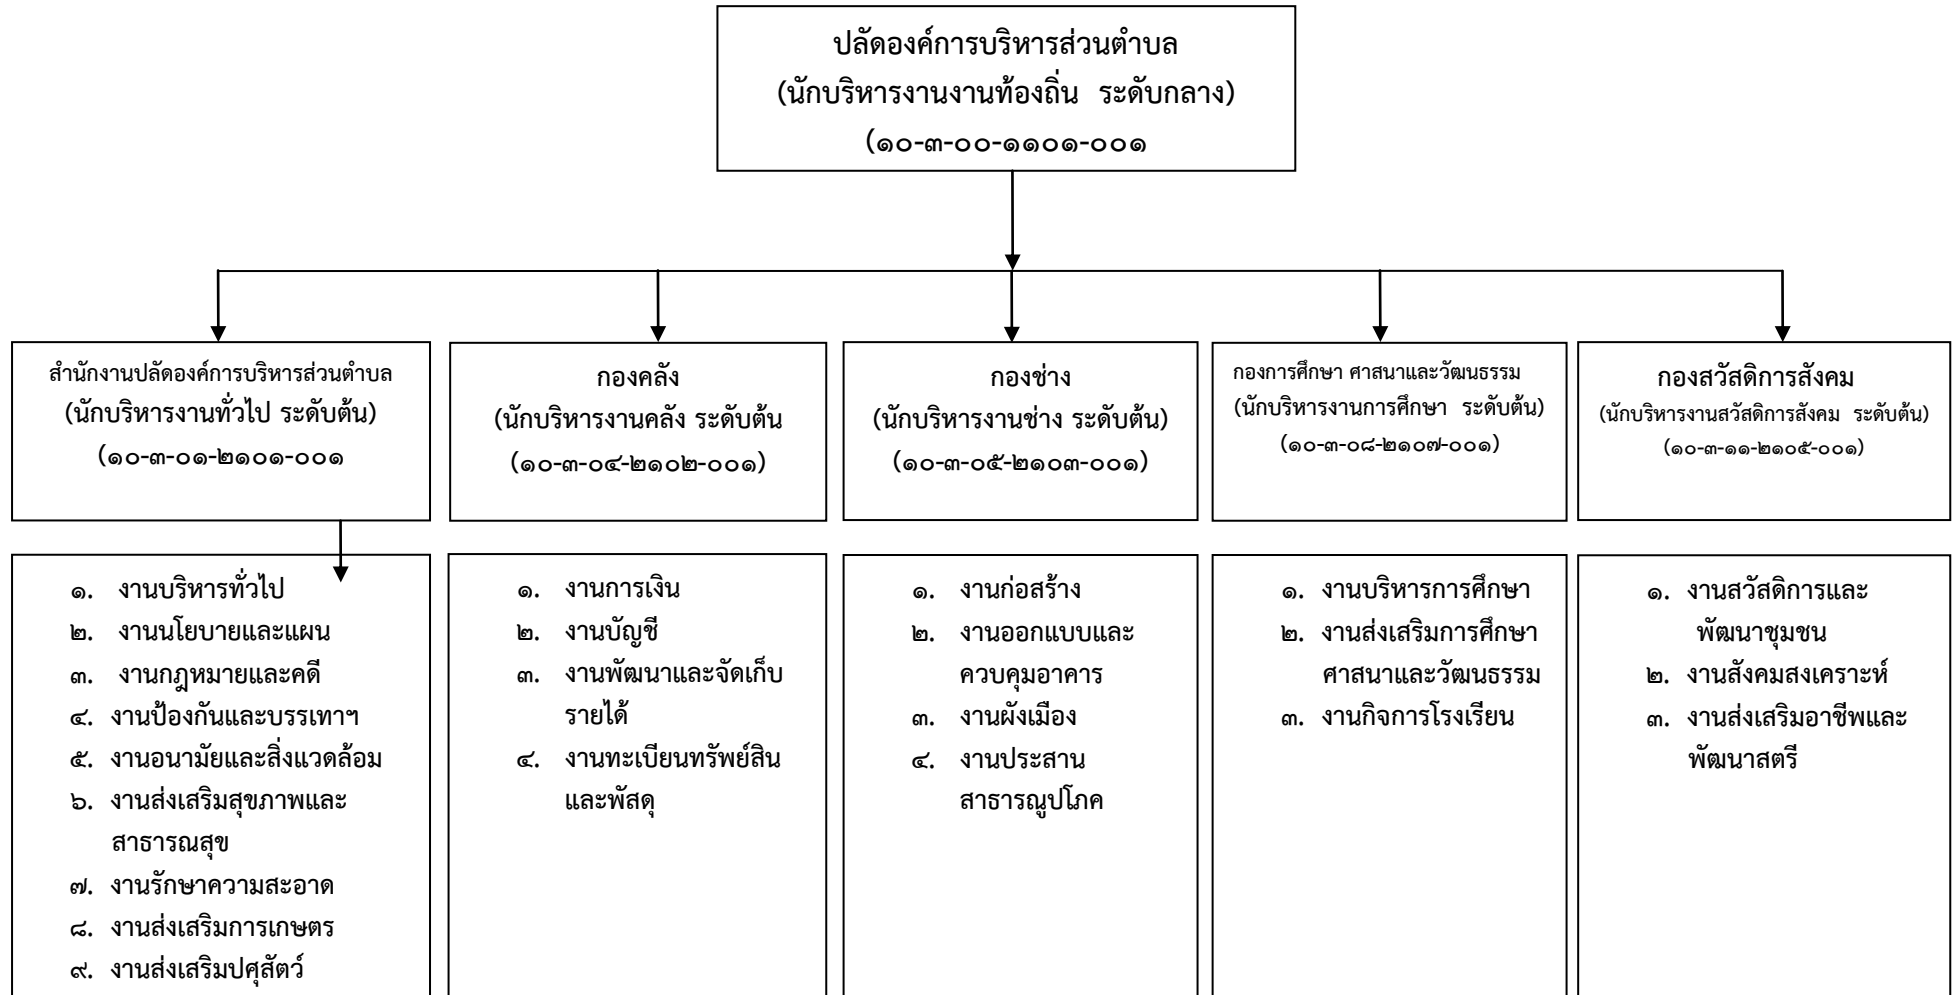 ปลัดองค์การบริหารส่วนตำบล
(นักบริหารงานงานท้องถิ่น ระดับกลาง)
(๑๐-๓-๐๐-๑๑๐๑-๐๐๑
สำนักงานปลัดองค์การบริหารส่วนตำบล
(นักบริหารงานทั่วไป ระดับต้น)
(๑๐-๓-๐๑-๒๑๐๑-๐๐๑
กองคลัง
(นักบริหารงานคลัง ระดับต้น
(๑๐-๓-๐๔-๒๑๐๒-๐๐๑)
กองช่าง
(นักบริหารงานช่าง ระดับต้น)
(๑๐-๓-๐๕-๒๑๐๓-๐๐๑)
กองการศึกษา ศาสนาและวัฒนธรรม
(นักบริหารงานการศึกษา ระดับต้น)
(๑๐-๓-๐๘-๒๑๐๗-๐๐๑)
กองสวัสดิการสังคม
(นักบริหารงานสวัสดิการสังคม ระดับต้น)
(๑๐-๓-๑๑-๒๑๐๕-๐๐๑)
๑. งานบริหารทั่วไป
๒. งานนโยบายและแผน
๓. งานกฎหมายและคดี
๔. งานป้องกันและบรรเทาฯ
๕. งานอนามัยและสิ่งแวดล้อม
๖. งานส่งเสริมสุขภาพและ
สาธารณสุข
๗. งานรักษาความสะอาด
๘. งานส่งเสริมการเกษตร
๙. งานส่งเสริมปศุสัตว์
๑. งานการเงิน
๒. งานบัญชี
๓. งานพัฒนาและจัดเก็บ
รายได้
๔. งานทะเบียนทรัพย์สิน
และพัสดุ
๑. งานก่อสร้าง
๒. งานออกแบบและ
ควบคุมอาคาร
๓. งานผังเมือง
๔. งานประสาน
สาธารณูปโภค
๑. งานบริหารการศึกษา
๒. งานส่งเสริมการศึกษา
ศาสนาและวัฒนธรรม
๓. งานกิจการโรงเรียน
๑. งานสวัสดิการและ
พัฒนาชุมชน
๒. งานสังคมสงเคราะห์
๓. งานส่งเสริมอาชีพและ
พัฒนาสตรี